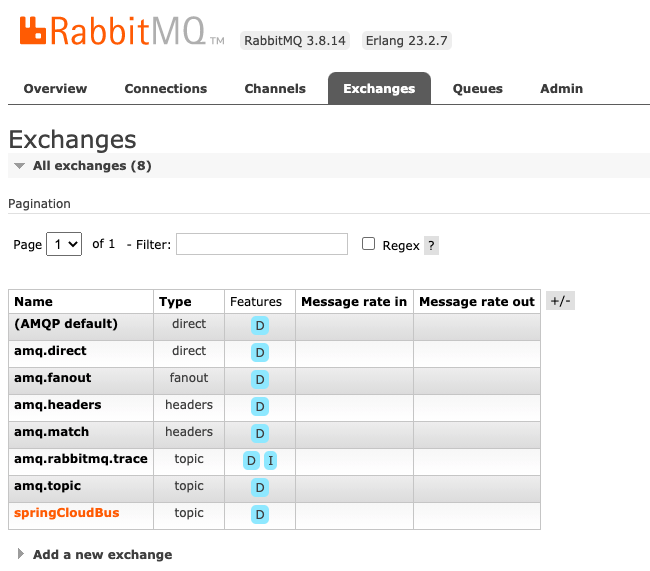 RabbitMQ TM RabbitMQ 3.8.14 Erlang 23.2.7
Overview Connections Channels Exchanges Queues Admin
Exchanges
All exchanges (8)
Pagination
Page 1 of 1 - Filter: Regex ?
Name Type Features Message rate in Message rate out +/-
(AMQP default) direct D
amq.direct direct D
amq.fanout fanout D
amq.headers headers D
amq.match headers D
amq.rabbitmq.trace topic D I
amq.topic topic D
springCloudBus topic D
Add a new exchange